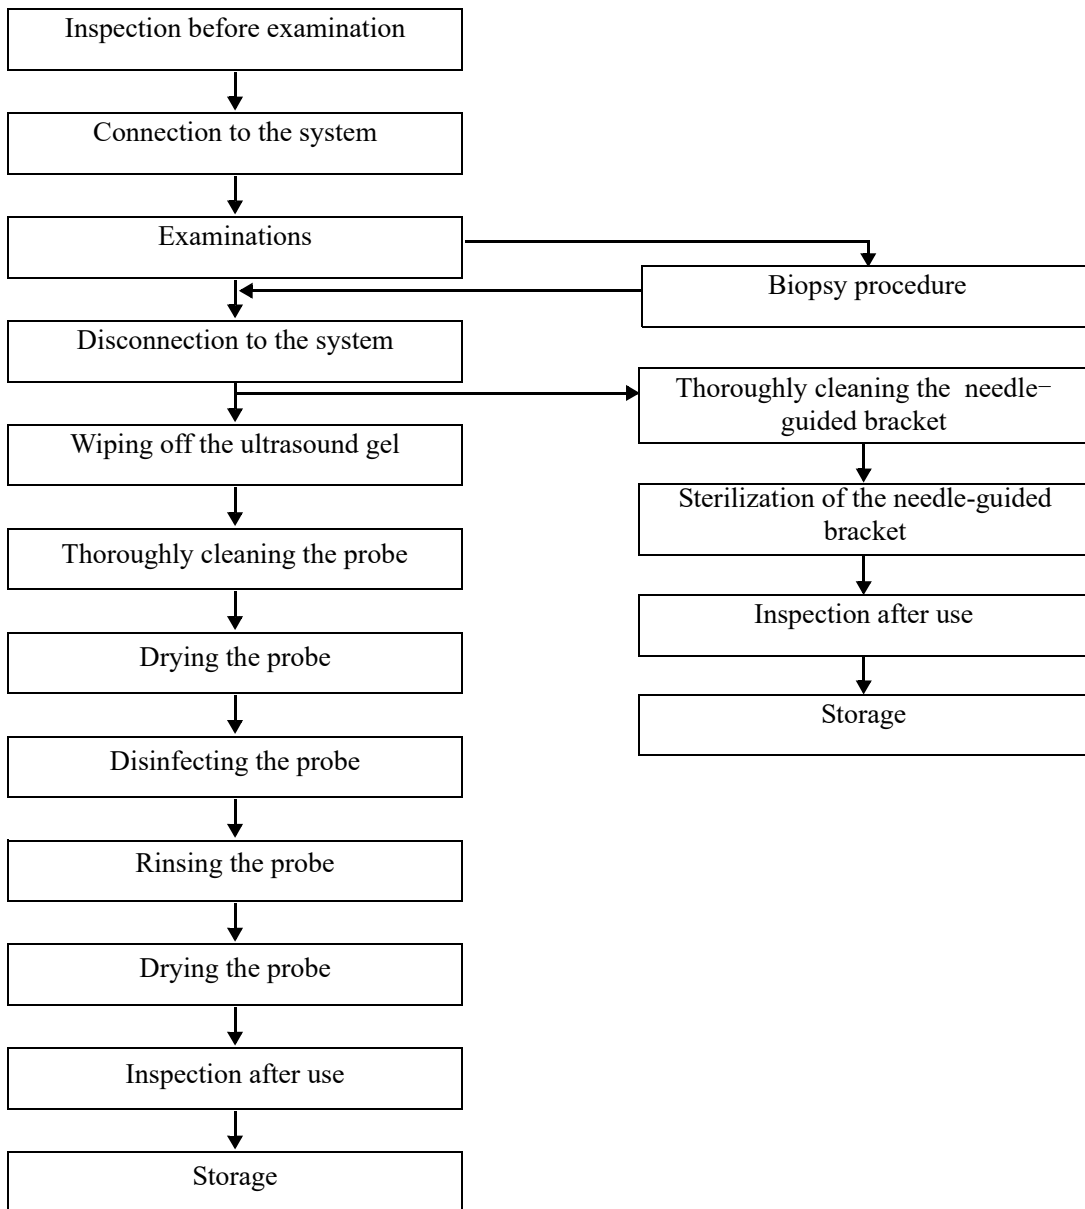 Inspection before examination
Connection to the system
Examinations
Biopsy procedure
Disconnection to the system
Wiping off the ultrasound gel
Thoroughly cleaning the probe
Drying the probe
Disinfecting the probe
Rinsing the probe
Drying the probe
Inspection after use
Storage
Thoroughly cleaning the needle-
guided bracket
Sterilization of the needle-guided
bracket
Inspection after use
Storage